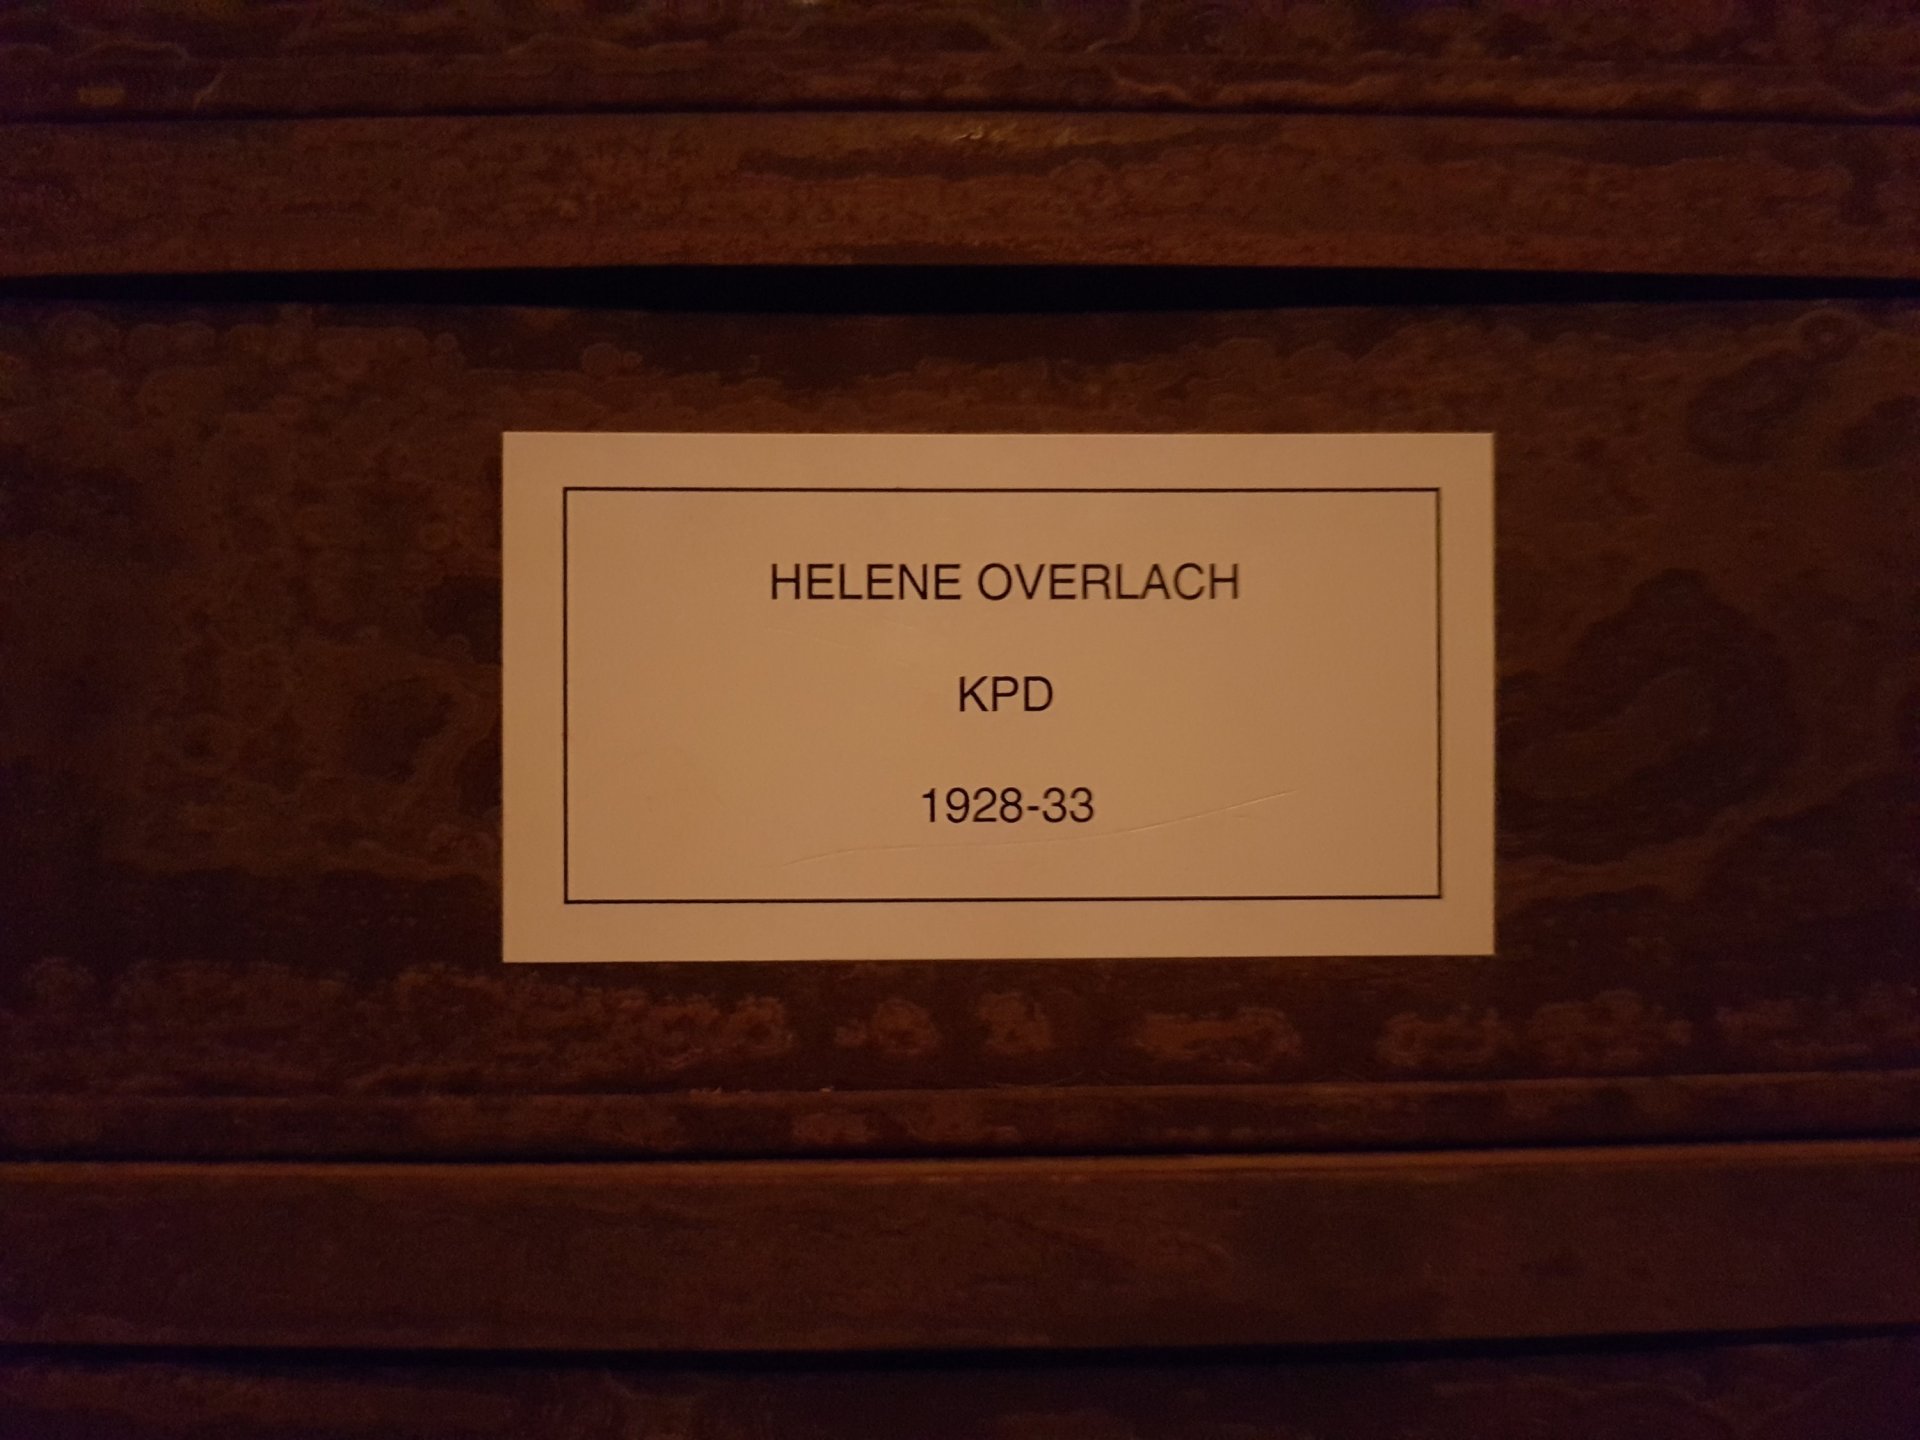 HELENE OVERLACH
KPD
1928-33